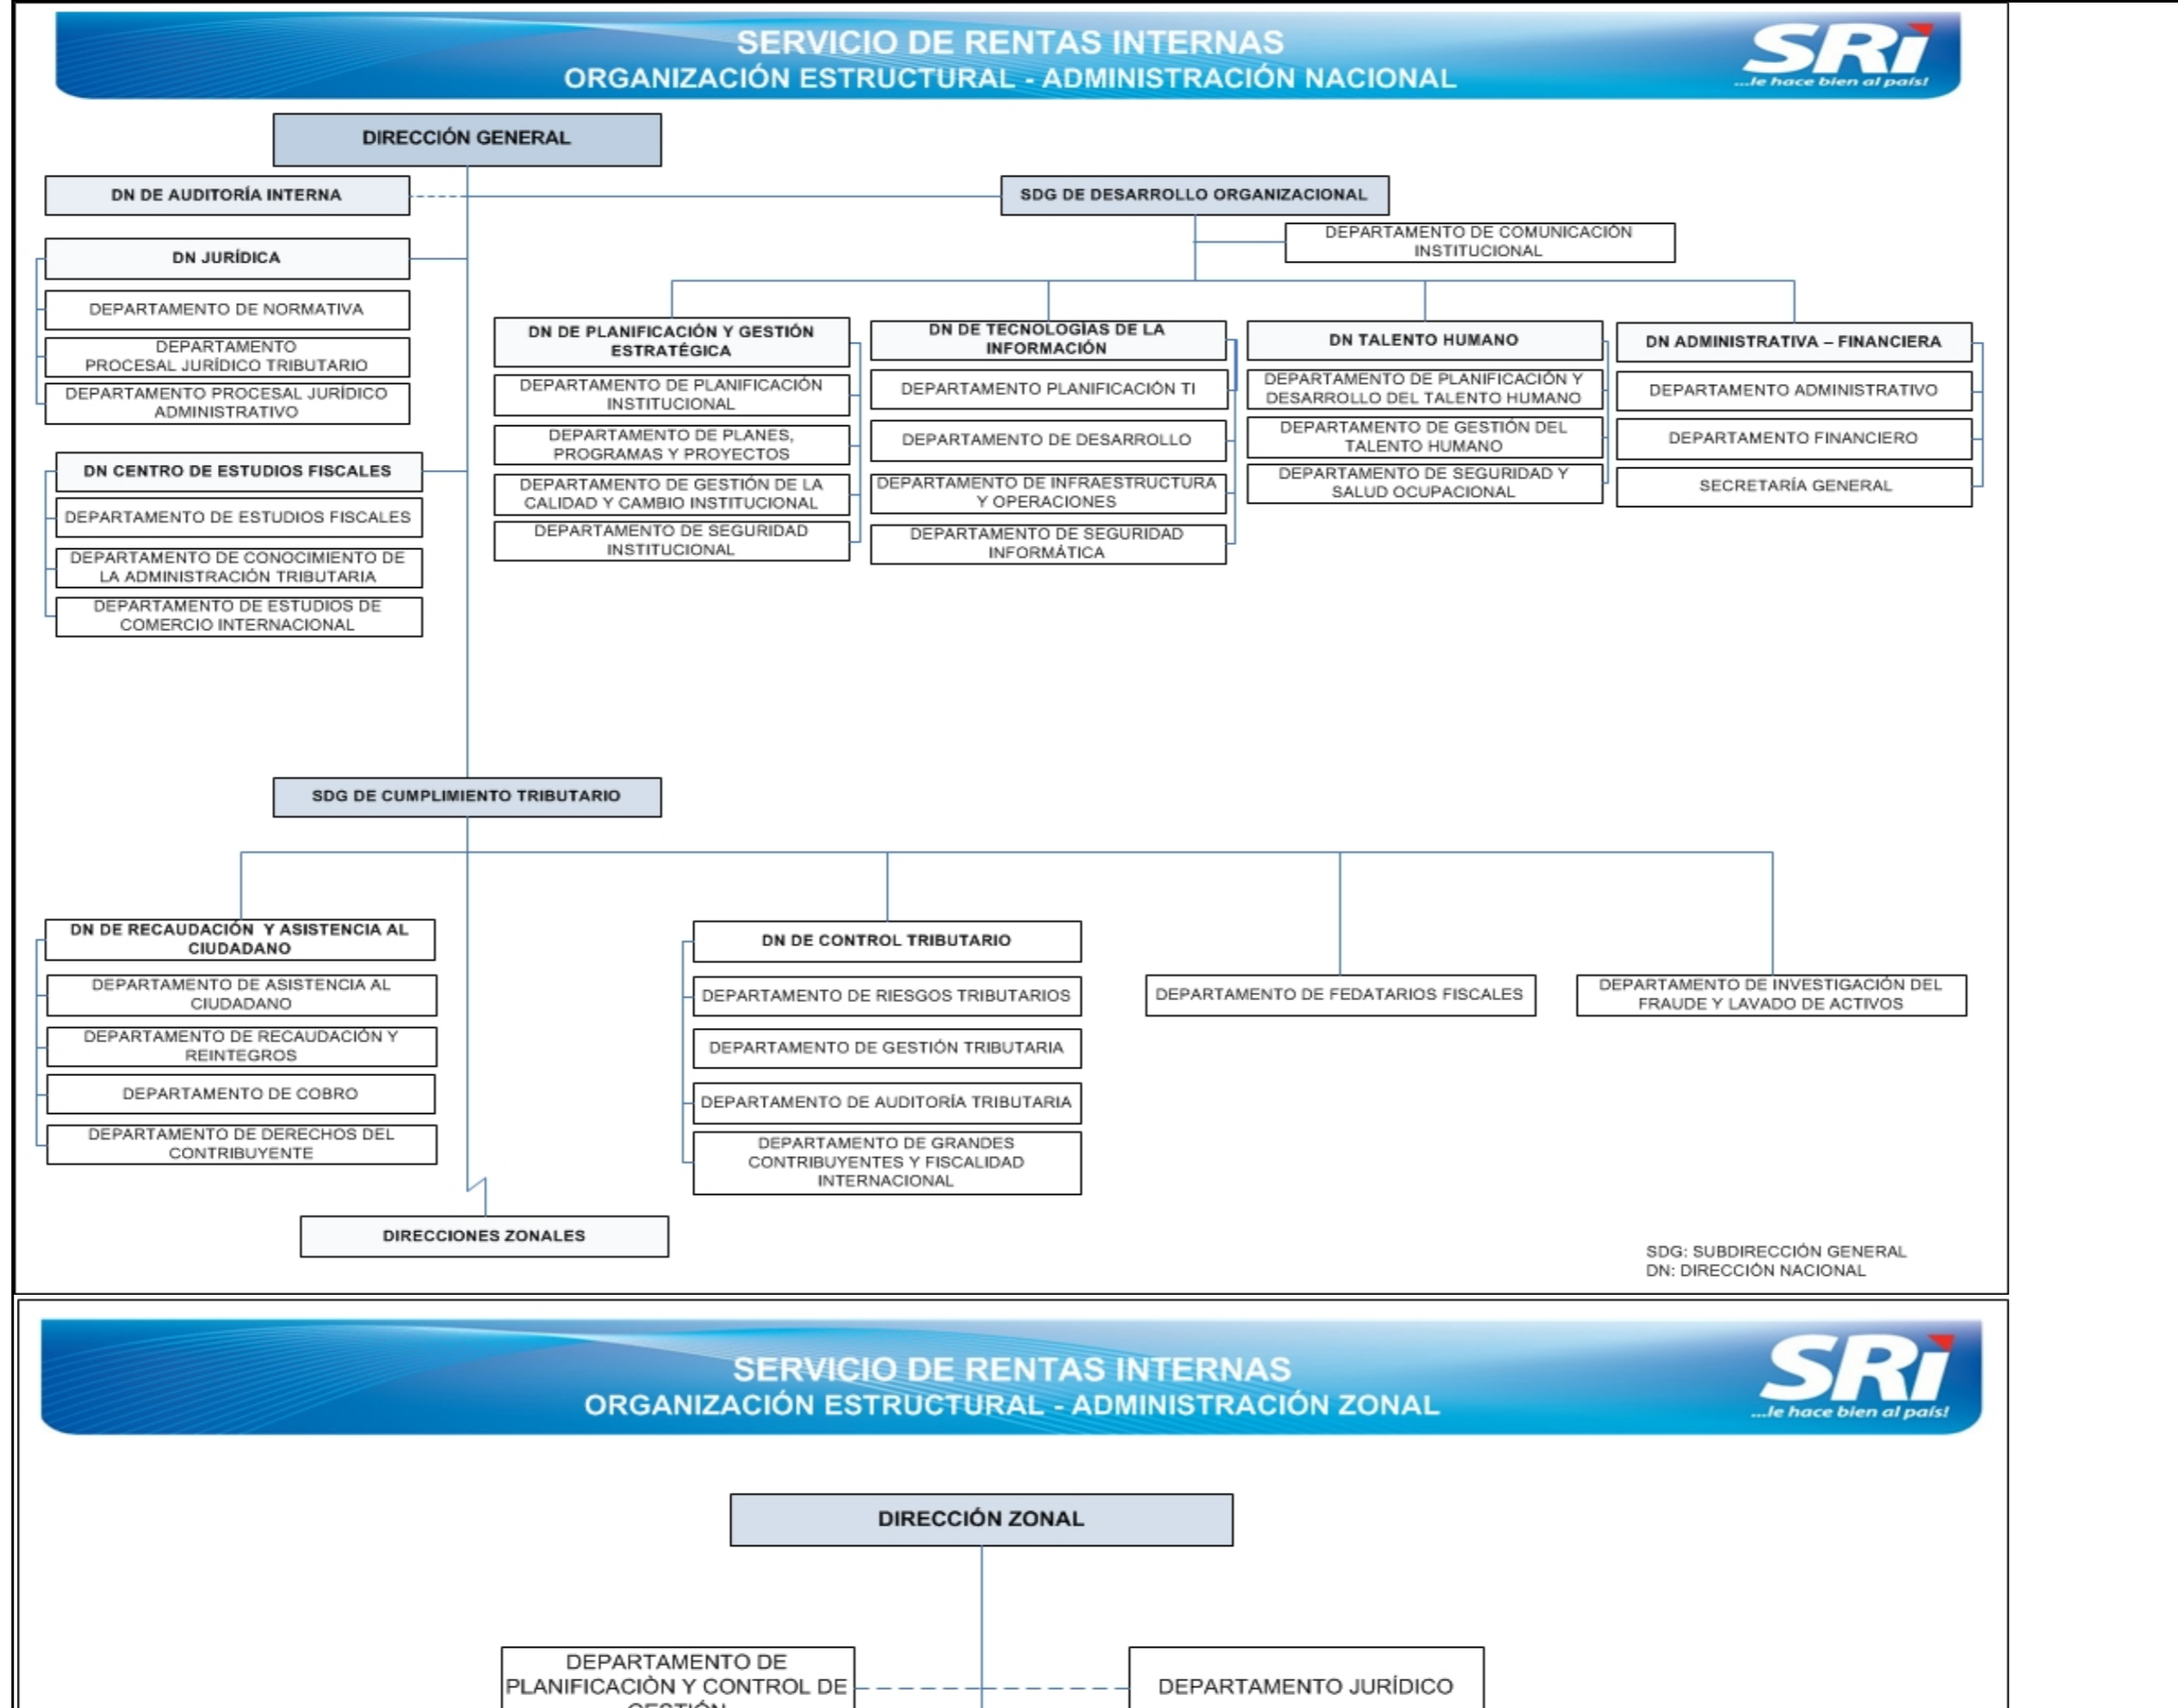 SERVICIO DE RENTAS INTERNAS
ORGANIZACIÓN ESTRUCTURAL - ADMINISTRACIÓN NACIONAL
SRi
...le hace bien al país!
DIRECCIÓN GENERAL
DN DE AUDITORÍA INTERNA
SDG DE DESARROLLO ORGANIZACIONAL
DEPARTAMENTO DE COMUNICACIÓN
INSTITUCIONAL
DN JURÍDICA
DEPARTAMENTO DE NORMATIVA
DEPARTAMENTO
PROCESAL JURÍDICO TRIBUTARIO
DEPARTAMENTO PROCESAL JURÍDICO
ADMINISTRATIVO
DN CENTRO DE ESTUDIOS FISCALES
DEPARTAMENTO DE ESTUDIOS FISCALES
DEPARTAMENTO DE CONOCIMIENTO DE
LA ADMINISTRACIÓN TRIBUTARIA
DEPARTAMENTO DE ESTUDIOS DE
COMERCIO INTERNACIONAL
DN DE PLANIFICACIÓN Y GESTIÓN
ESTRATÉGICA
DEPARTAMENTO DE PLANIFICACIÓN
INSTITUCIONAL
DEPARTAMENTO DE PLANES,
PROGRAMAS Y PROYECTOS
DEPARTAMENTO DE GESTIÓN DE LA
CALIDAD Y CAMBIO INSTITUCIONAL
DEPARTAMENTO DE SEGURIDAD
INSTITUCIONAL
DN DE TECNOLOGÍAS DE LA
INFORMACIÓN
DEPARTAMENTO PLANIFICACIÓN TI
DEPARTAMENTO DE DESARROLLO
DEPARTAMENTO DE INFRAESTRUCTURA
Y OPERACIONES
DEPARTAMENTO DE SEGURIDAD
INFORMÁTICA
DN TALENTO HUMANO
DEPARTAMENTO DE PLANIFICACIÓN Y
DESARROLLO DEL TALENTO HUMANO
DEPARTAMENTO DE GESTIÓN DEL
TALENTO HUMANO
DEPARTAMENTO DE SEGURIDAD Y
SALUD OCUPACIONAL
DN ADMINISTRATIVA – FINANCIERA
DEPARTAMENTO ADMINISTRATIVO
DEPARTAMENTO FINANCIERO
SECRETARÍA GENERAL
SDG DE CUMPLIMIENTO TRIBUTARIO
DN DE RECAUDACIÓN Y ASISTENCIA AL
CIUDADANO
DEPARTAMENTO DE ASISTENCIA AL
CIUDADANO
DEPARTAMENTO DE RECAUDACIÓN Y
REINTEGROS
DEPARTAMENTO DE COBRO
DEPARTAMENTO DE DERECHOS DEL
CONTRIBUYENTE
DN DE CONTROL TRIBUTARIO
DEPARTAMENTO DE RIESGOS TRIBUTARIOS
DEPARTAMENTO DE GESTIÓN TRIBUTARIA
DEPARTAMENTO DE AUDITORÍA TRIBUTARIA
DEPARTAMENTO DE GRANDES
CONTRIBUYENTES Y FISCALIDAD
INTERNACIONAL
DEPARTAMENTO DE FEDATARIOS FISCALES
DEPARTAMENTO DE INVESTIGACIÓN DEL
FRAUDE Y LAVADO DE ACTIVOS
DIRECCIONES ZONALES
SDG: SUBDIRECCIÓN GENERAL
DN: DIRECCIÓN NACIONAL
SERVICIO DE RENTAS INTERNAS
ORGANIZACIÓN ESTRUCTURAL - ADMINISTRACIÓN ZONAL
SRi
...le hace bien al país!
DIRECCIÓN ZONAL
DEPARTAMENTO DE
PLANIFICACIÒN Y CONTROL DE
GESTIÓN
DEPARTAMENTO JURÍDICO